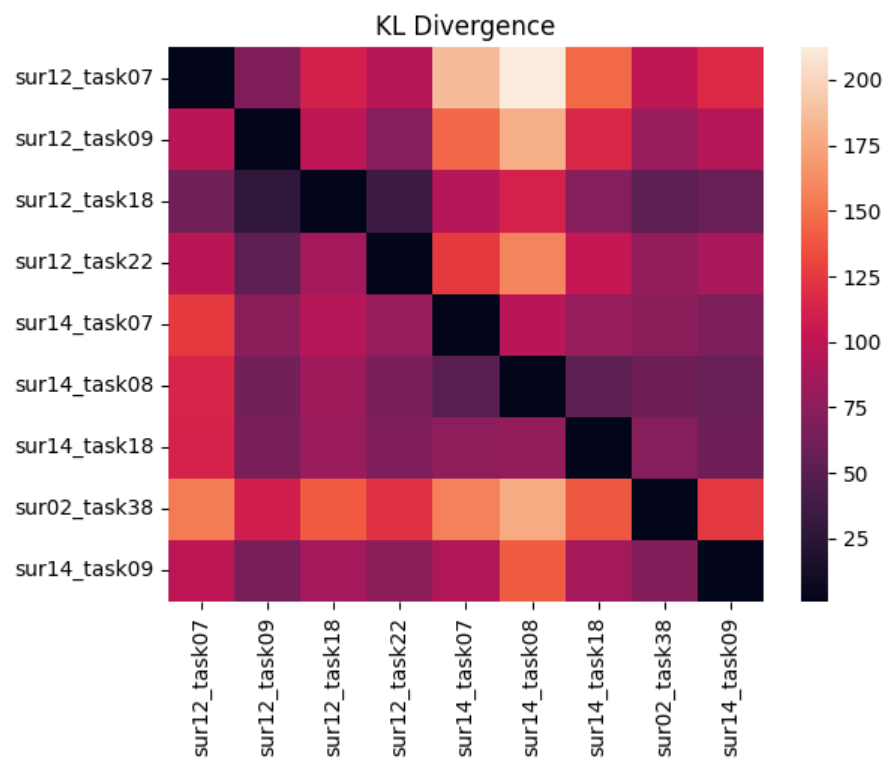 KL Divergence
sur12_task07
sur12_task09
sur12_task18
sur12_task22
sur14_task07
sur14_task08
sur14_task18
sur02_task38
sur14_task09
sur12_task07
sur12_task09
sur12_task18
sur12_task22
sur14_task07
sur14_task08
sur14_task18
sur02_task38
sur14_task09
200
175
150
125
100
75
50
25